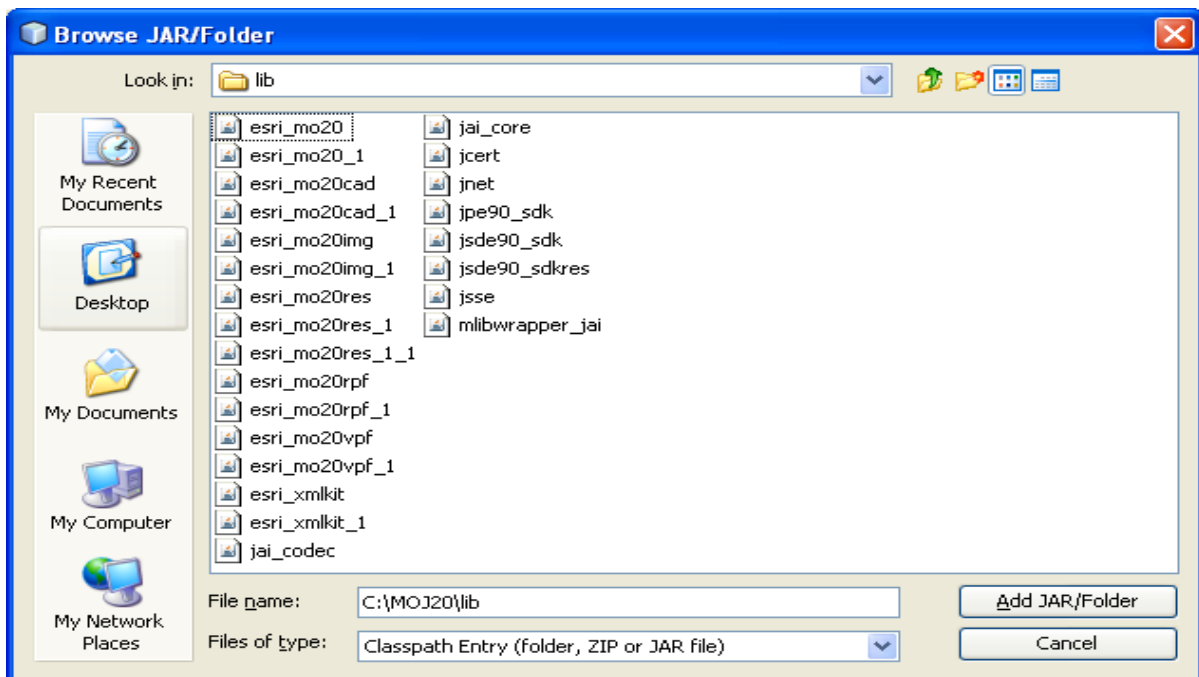 Browse JAR/Folder
Look in:
lib
My Recent
Documents
Desktop
My Documents
My Computer
My Network
Places
esri_mo20
esri_mo20_1
esri_mo20cad
esri_mo20cad_1
esri_mo20img
esri_mo20img_1
esri_mo20res
esri_mo20res_1
esri_mo20res_1_1
esri_mo20rpf
esri_mo20rpf_1
esri_mo20vpf
esri_mo20vpf_1
esri_xmlkit
esri_xmlkit_1
jai_codec
jai_core
jcert
jnet
jpe90_sdk
jsde90_sdk
jsde90_sdkres
jsse
mlibwrapper_jai
File name:
C:\MOJ20\lib
Add JAR/Folder
Files of type:
Classpath Entry (folder, ZIP or JAR file)
Cancel